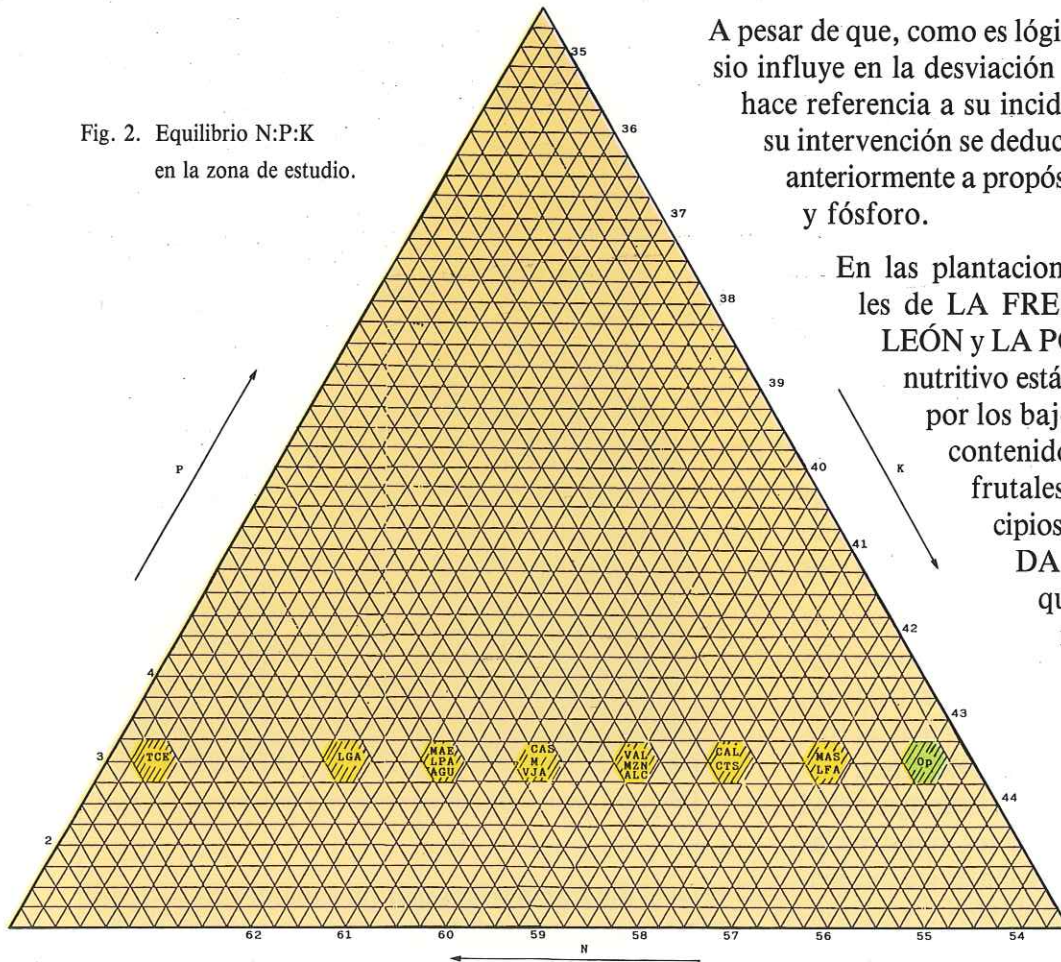 Fig. 2. Equilibrio N:P:K
en la zona de estudio.
A pesar de que, como es lógi
sio influye en la desviación
hace referencia a su incid
su intervención se deduc
anteriormente a propós
y fósforo.
En las plantacion
les de LA FRE
LEÓN y LA PO
nutritivo está
por los baj
contenid
frutales
cipios
DA
qu
35
36
37
38
39
40
41
42
43
44
P
K
4
3
2
TCE
LGA
MAE
LPA
AGU
CAS
M
VJA
VAL
MZN
ALC
CAL
CTS
MAS
LFA
Op
62 61 60 59 58 57 56 55 54
N